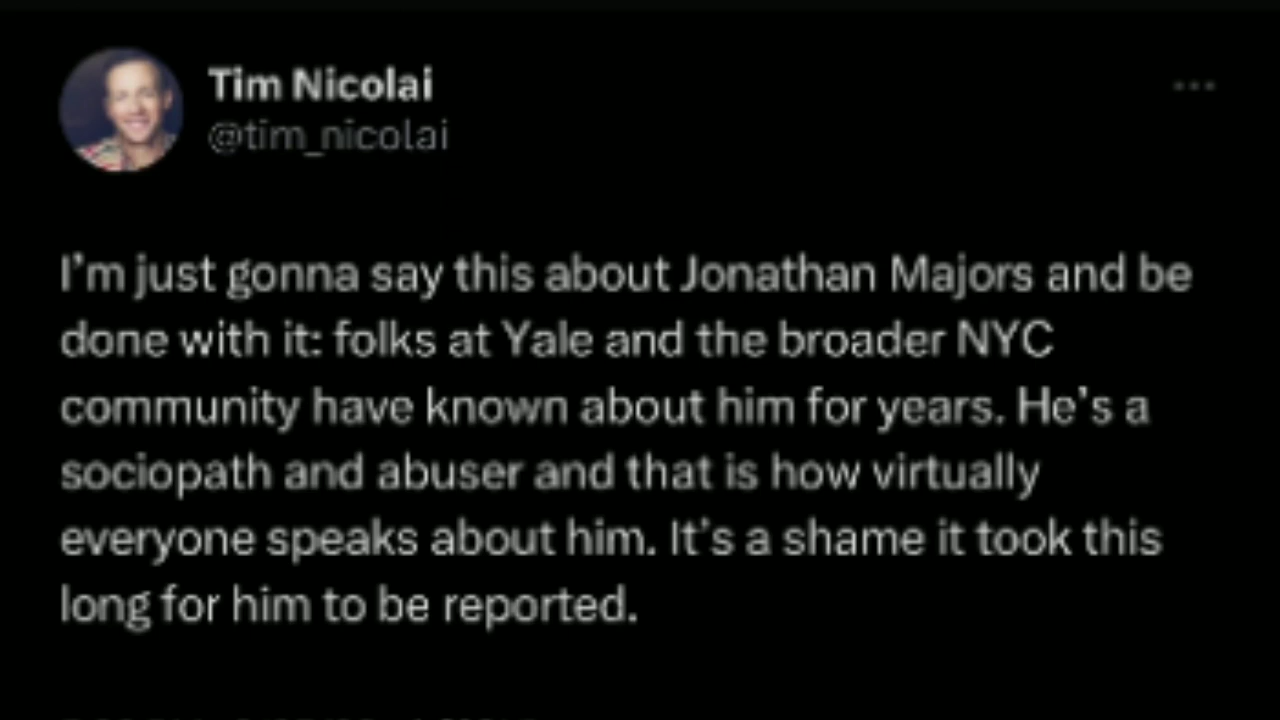 Tim Nicolai
@tim_nicolai
I'm just gonna say this about Jonathan Majors and be
done with it: folks at Yale and the broader NYC
community have known about him for years. He's a
sociopath and abuser and that is how virtually
everyone speaks about him. It's a shame it took this
long for him to be reported.